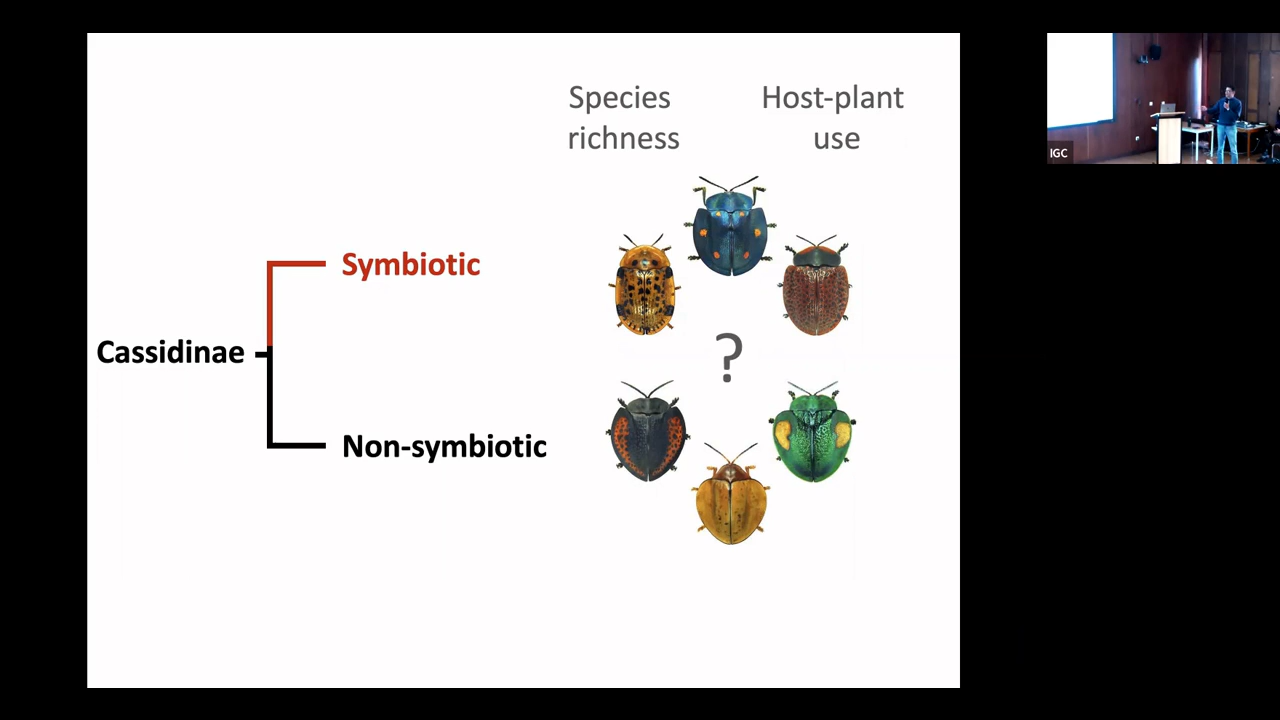 Species
richness
Host-plant
use
Symbiotic
Cassidinae
?
Non-symbiotic
IGC